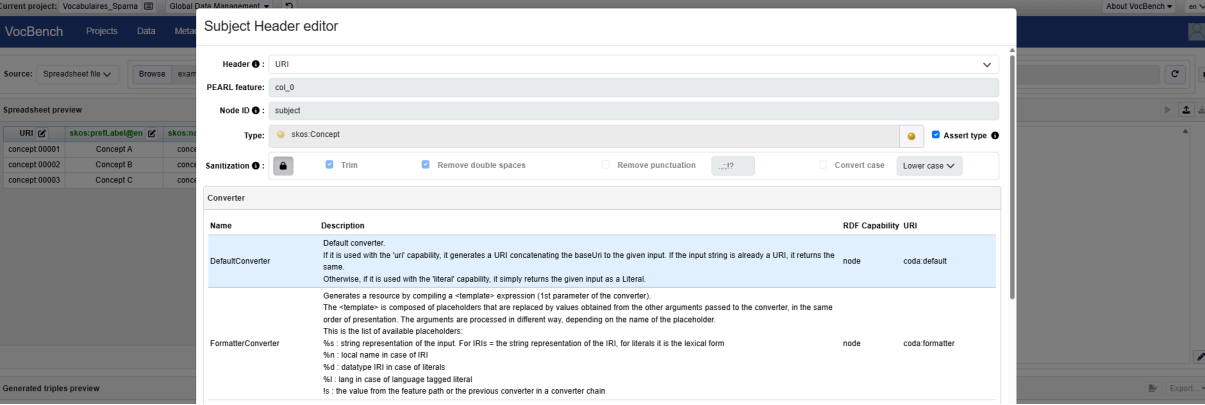 Current project: Vocabulaires_Sparna Global Data Management About VocBench en
VocBench Projects Data
Subject Header editor
Header : URI
Source: Spreadsheet file Browse
PEARL feature: col_0
Node ID : subject
Spreadsheet preview
URI skos:prefLabel@en
Type: skos:Concept Assert type
concept:00001 Concept A
concept:00002 Concept B
concept:00003 Concept C
Sanitization : Trim Remove double spaces Remove punctuation .,:;!? Convert case Lower case
Converter
Name Description RDF Capability URI
Default converter.
If it is used with the 'uri' capability, it generates a URI concatenating the baseUri to the given input. If the input string is already a URI, it returns the
same.
DefaultConverter node coda:default
Otherwise, if it is used with the 'literal' capability, it simply returns the given input as a Literal.
Generates a resource by compiling a <template> expression (1st parameter of the converter).
The <template> is composed of placeholders that are replaced by values obtained from the other arguments passed to the converter, in the same
order of presentation. The arguments are processed in different way, depending on the name of the placeholder.
This is the list of available placeholders:
FormatterConverter %s : string representation of the input. For IRIs = the string representation of the IRI, for literals it is the lexical form node coda:formatter
%n : local name in case of IRI
%d : datatype IRI in case of literals
%l : lang in case of language tagged literal
!s : the value from the feature path or the previous converter in a converter chain
Generated triples preview Export...